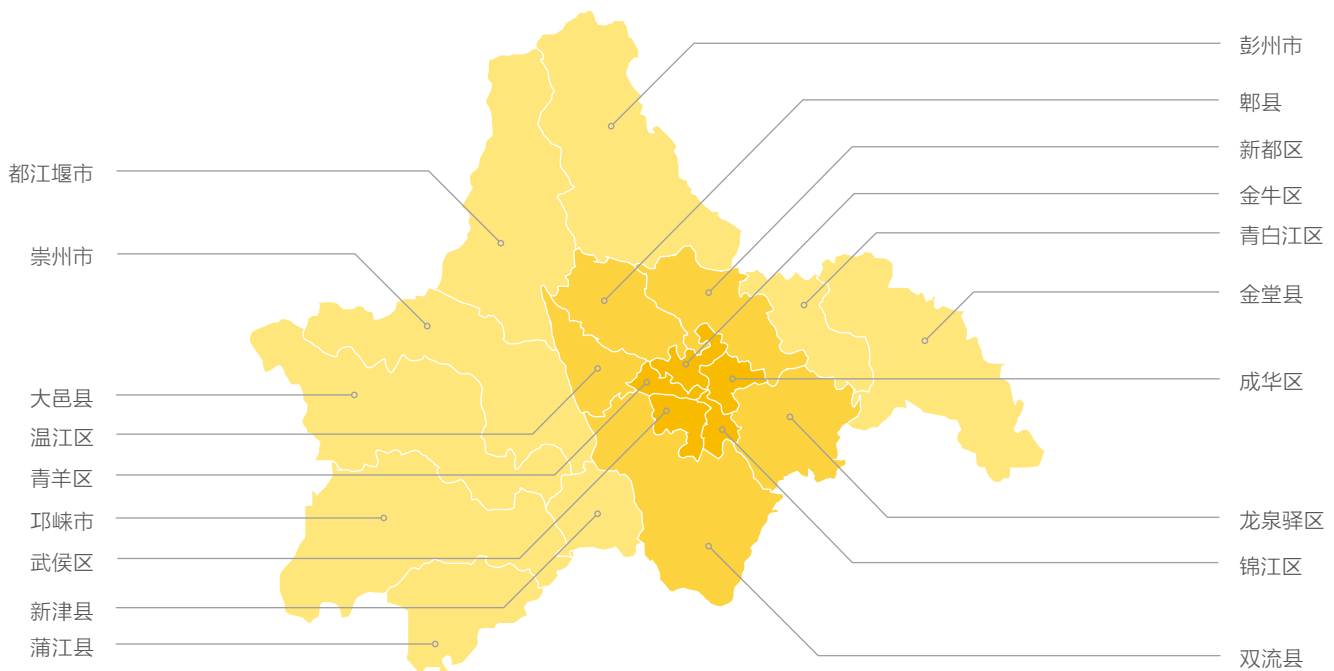 都江堰市
崇州市
大邑县
温江区
青羊区
邛崃市
武侯区
新津县
蒲江县
彭州市
郫县
新都区
金牛区
青白江区
金堂县
成华区
龙泉驿区
锦江区
双流县